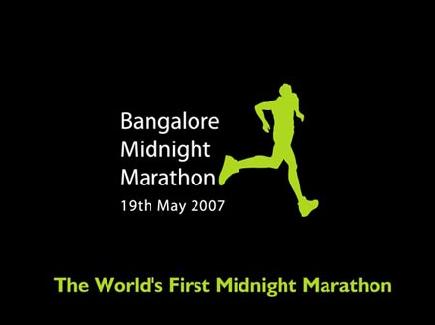 Bangalore
Midnight
Marathon
19th May 2007
The World's First Midnight Marathon